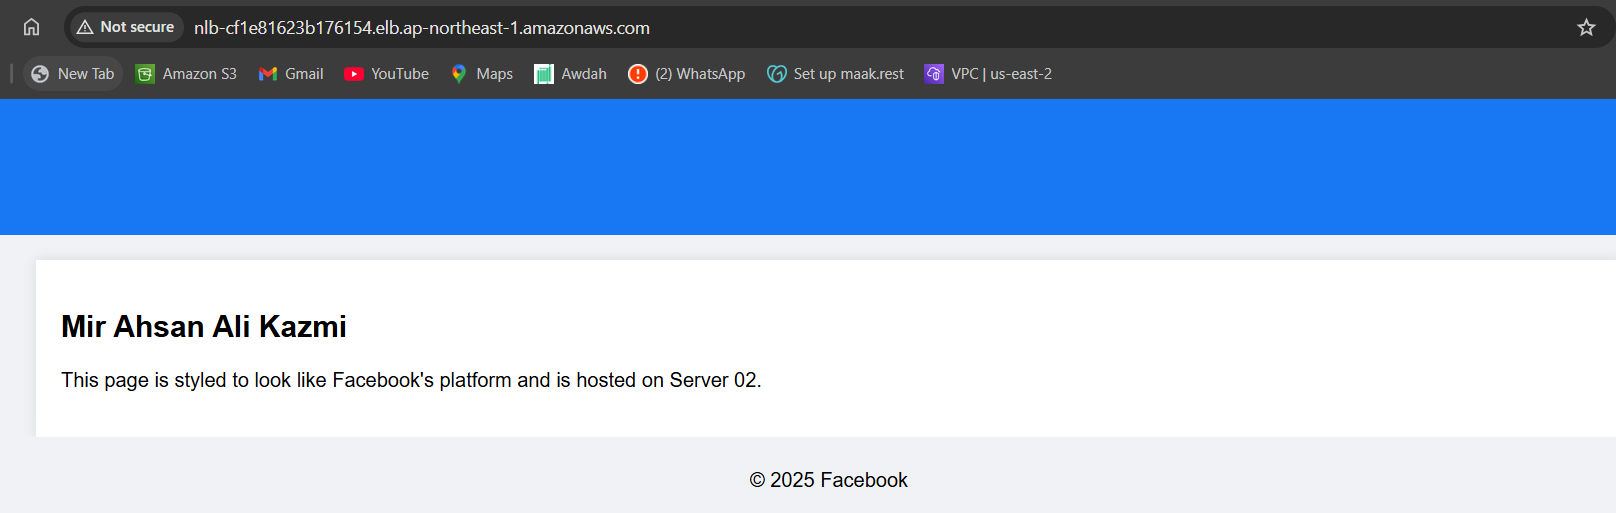 Not secure nlb-cf1e81623b176154.elb.ap-northeast-1.amazonaws.com
New Tab Amazon S3 Gmail YouTube Maps Awdah (2) WhatsApp Set up maak.rest VPC | us-east-2
Mir Ahsan Ali Kazmi
This page is styled to look like Facebook's platform and is hosted on Server 02.
© 2025 Facebook